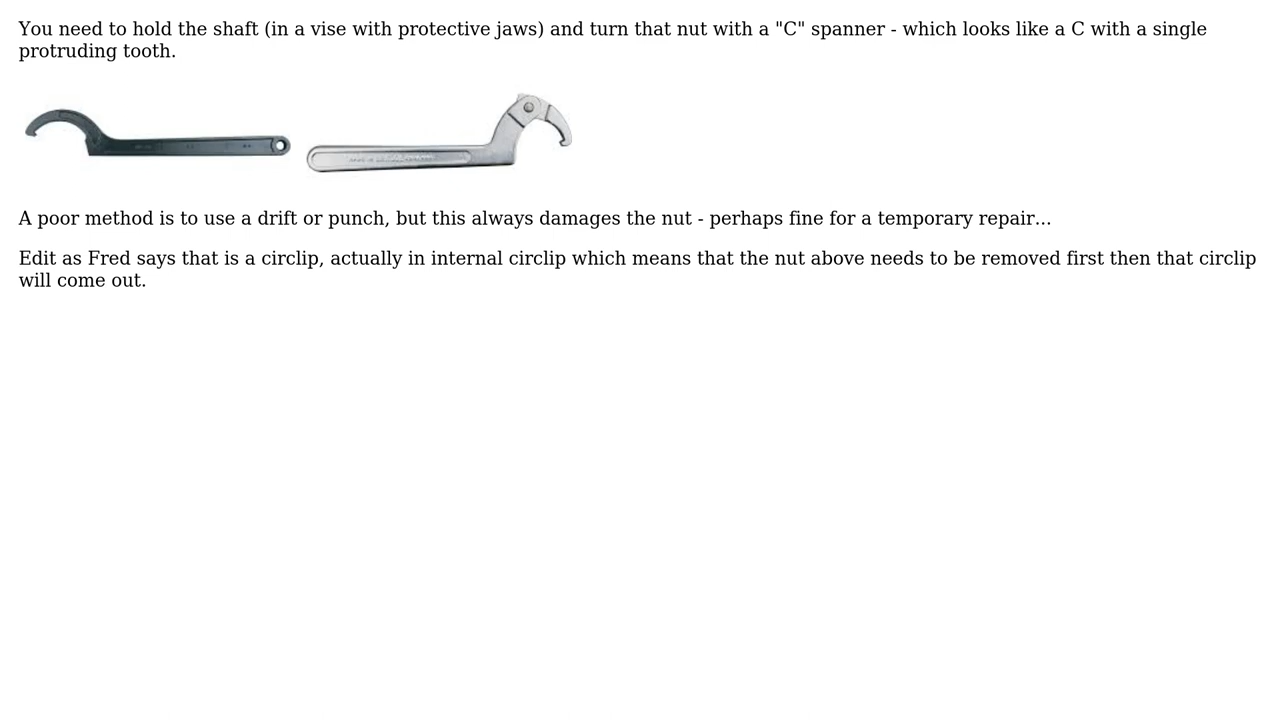 You need to hold the shaft (in a vise with protective jaws) and turn that nut with a "C" spanner - which looks like a C with a single
protruding tooth.
A poor method is to use a drift or punch, but this always damages the nut - perhaps fine for a temporary repair...
Edit as Fred says that is a circlip, actually in internal circlip which means that the nut above needs to be removed first then that circlip
will come out.